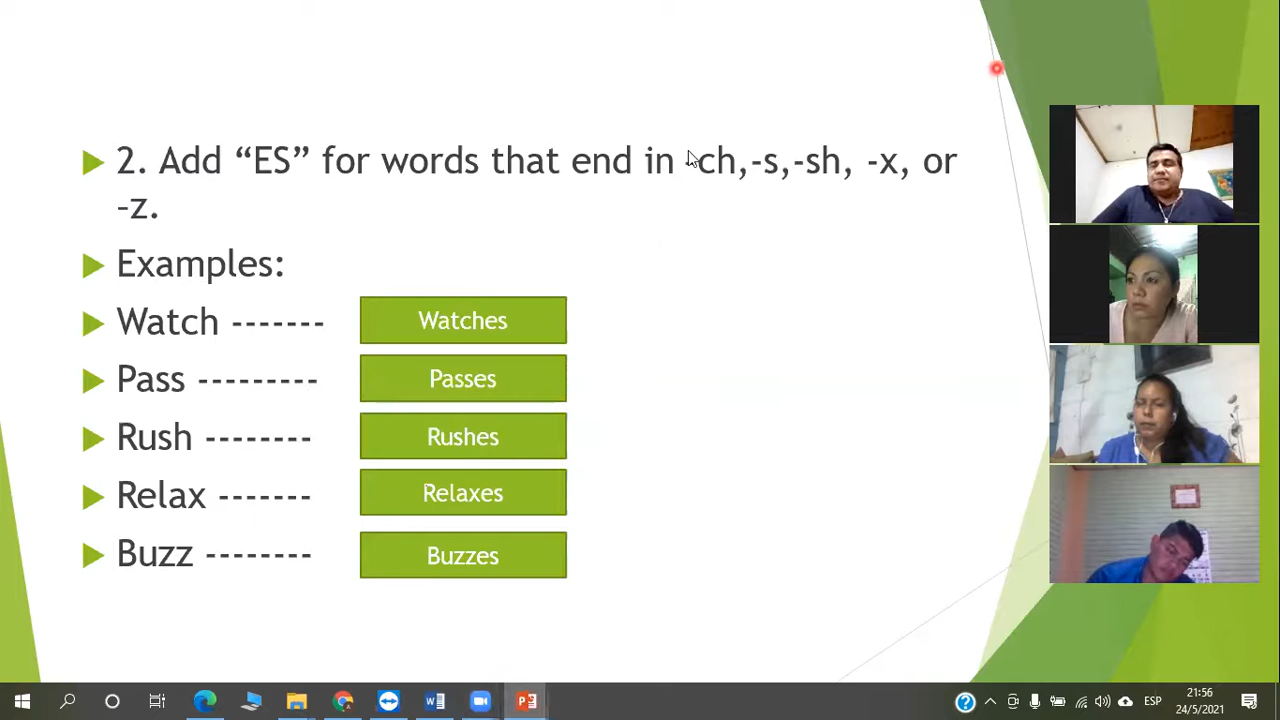 2. Add “ES” for words that end in -ch,-s,-sh, -x, or
–z.
Examples:
Watch ------- Watches
Pass --------- Passes
Rush -------- Rushes
Relax ------- Relaxes
Buzz -------- Buzzes
ESP
21:56
24/5/2021